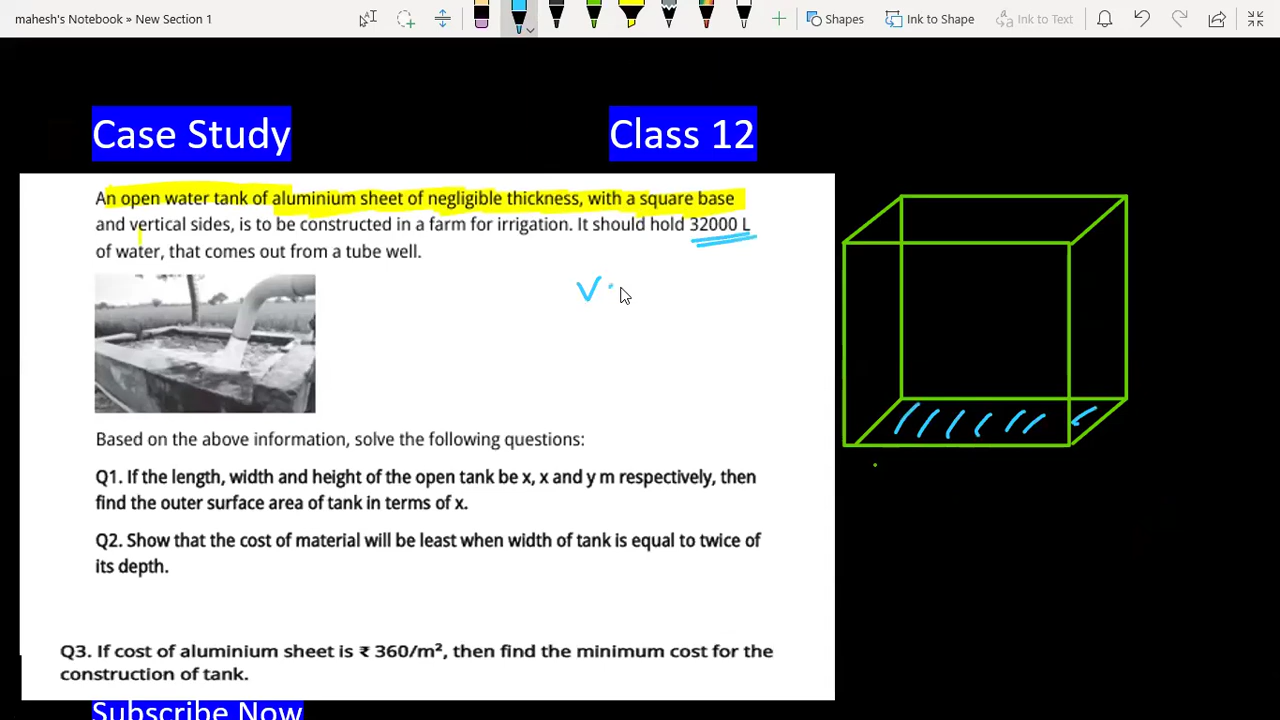 mahesh's Notebook » New Section 1
Shapes
Ink to Shape
Ink to Text
Case Study
Class 12
An open water tank of aluminium sheet of negligible thickness, with a square base
and vertical sides, is to be constructed in a farm for irrigation. It should hold 32000 L
of water, that comes out from a tube well.
V
Based on the above information, solve the following questions:
Q1. If the length, width and height of the open tank be x, x and y m respectively, then
find the outer surface area of tank in terms of x.
Q2. Show that the cost of material will be least when width of tank is equal to twice of
its depth.
Q3. If cost of aluminium sheet is ₹ 360/m², then find the minimum cost for the
construction of tank.
Subscribe Now